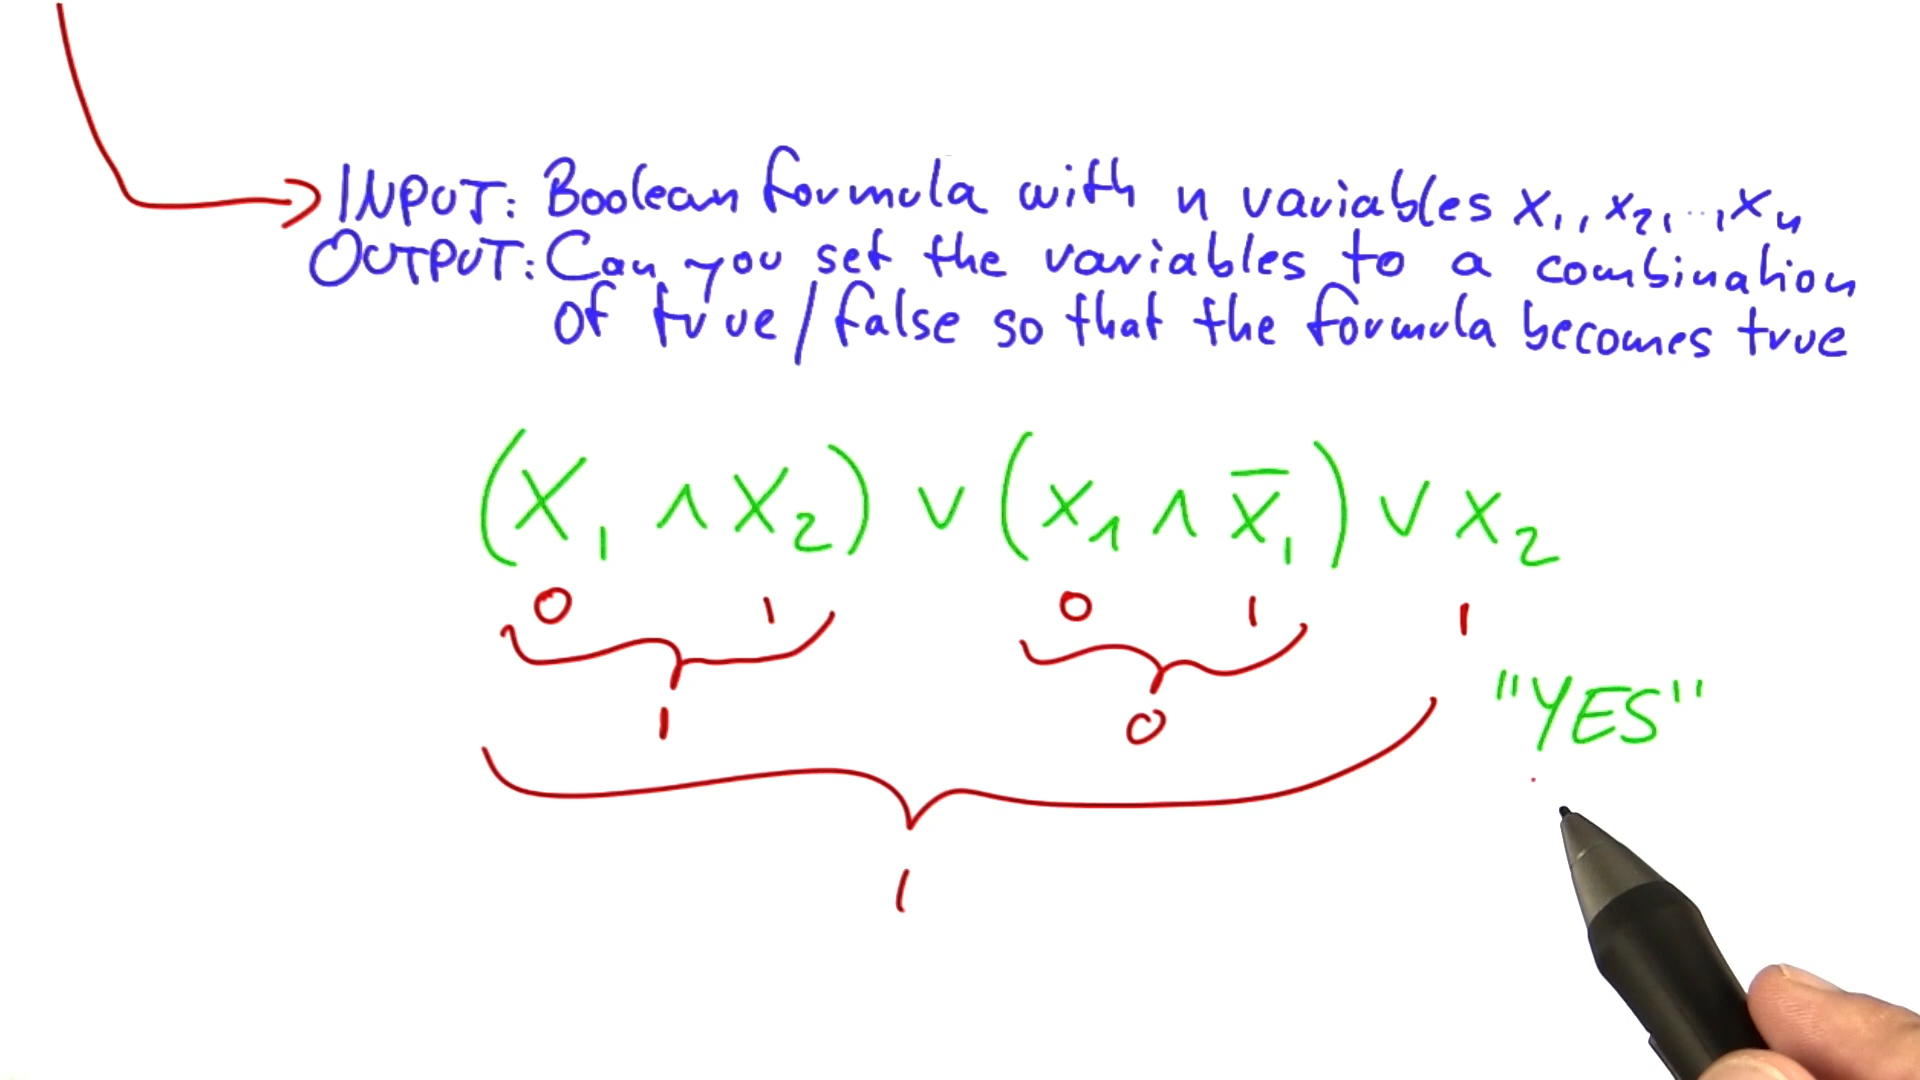 INPUT: Boolean formula with n variables x₁, x₂, ..., xₙ
OUTPUT: Can you set the variables to a combination
of true/false so that the formula becomes true
(x₁ ∧ x₂) ∨ (x₁ ∧ x̅₁) ∨ x₂
0 1 0 1 1
"YES"
1 0
1